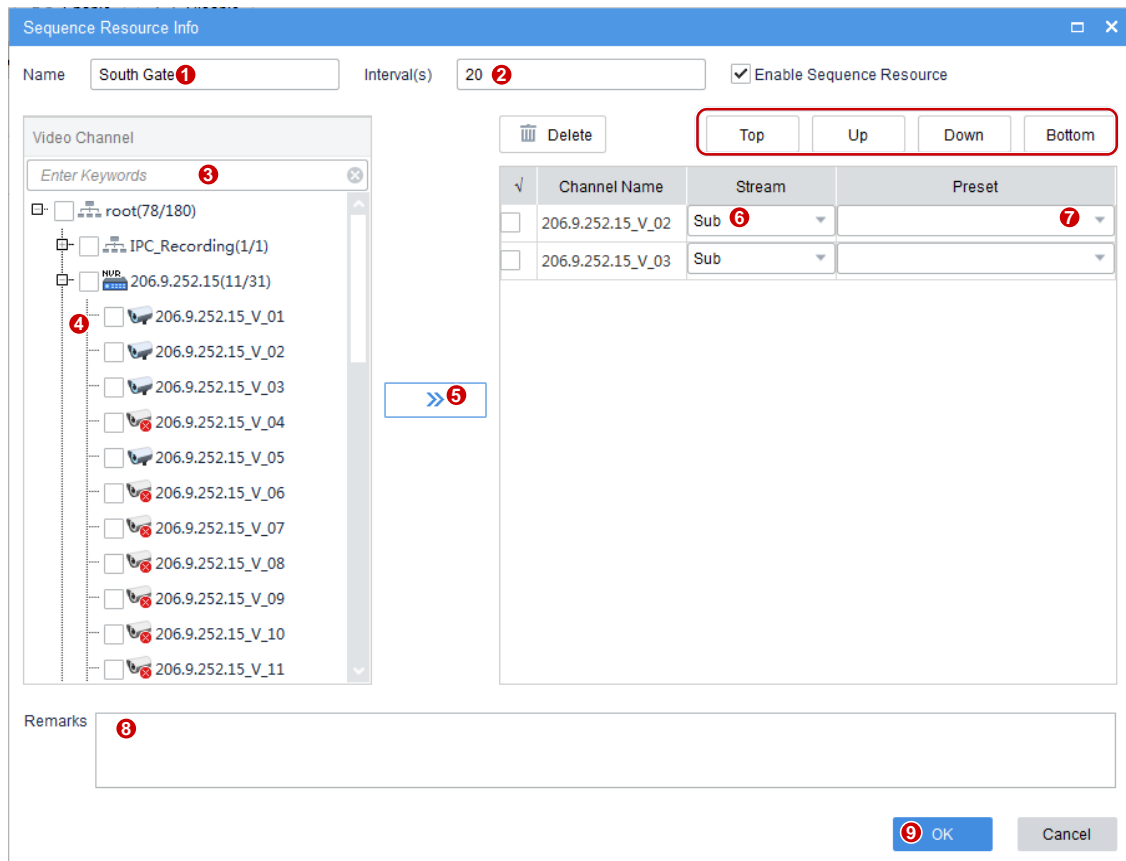 Sequence Resource Info
Name South Gate 1 Interval(s) 20 2 Enable Sequence Resource
Video Channel
Enter Keywords 3
root(78/180)
IPC_Recording(1/1)
NVR 206.9.252.15(11/31)
4 206.9.252.15_V_01
206.9.252.15_V_02
206.9.252.15_V_03
206.9.252.15_V_04
206.9.252.15_V_05
206.9.252.15_V_06
206.9.252.15_V_07
206.9.252.15_V_08
206.9.252.15_V_09
206.9.252.15_V_10
206.9.252.15_V_11
» 5
Delete Top Up Down Bottom
√ Channel Name Stream Preset
206.9.252.15_V_02 Sub 6 7
206.9.252.15_V_03 Sub
Remarks 8
9 OK Cancel